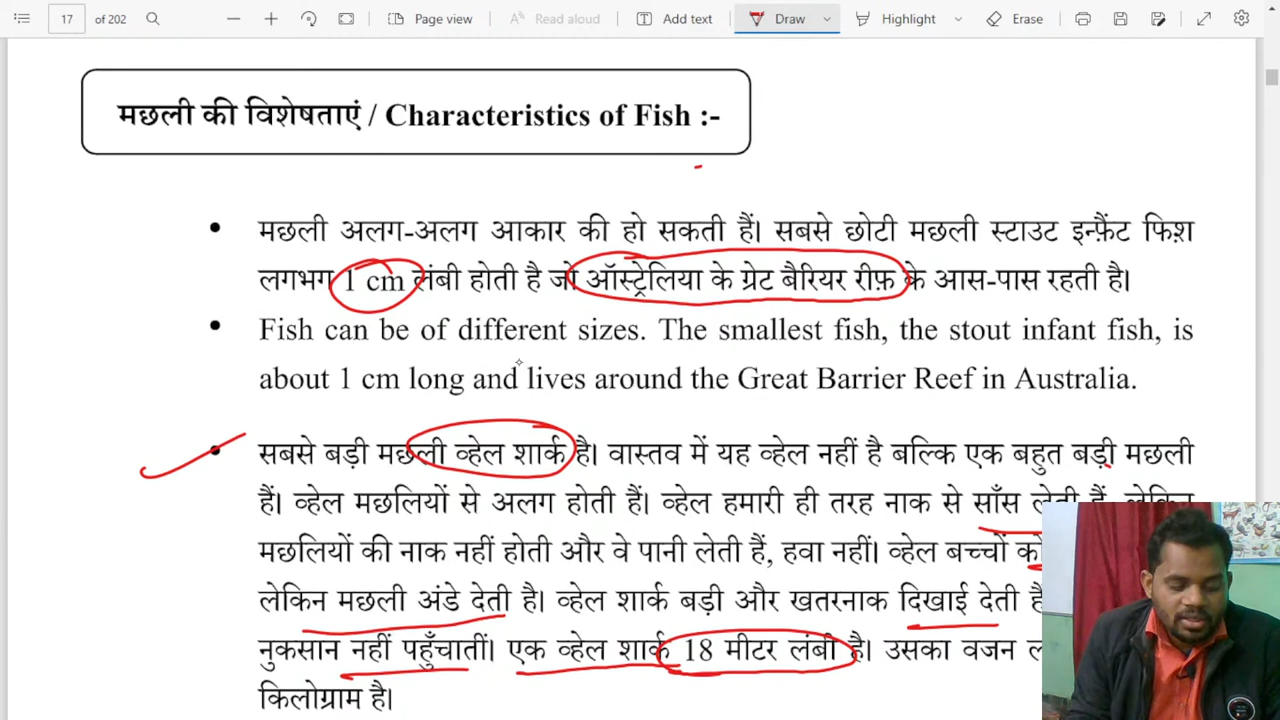 17 of 202 Page view Read aloud Add text Draw Highlight Erase
मछली की विशेषताएं / Characteristics of Fish :-
• मछली अलग-अलग आकार की हो सकती हैं। सबसे छोटी मछली स्टाउट इन्फ़ैंट फिश़
लगभग 1 cm लंबी होती है जो ऑस्ट्रेलिया के ग्रेट बैरियर रीफ़ के आस-पास रहती है।
• Fish can be of different sizes. The smallest fish, the stout infant fish, is
about 1 cm long and lives around the Great Barrier Reef in Australia.
• सबसे बड़ी मछली व्हेल शार्क है। वास्तव में यह व्हेल नहीं है बल्कि एक बहुत बड़ी मछली
हैं। व्हेल मछलियों से अलग होती हैं। व्हेल हमारी ही तरह नाक से साँस लेती हैं, लेकिन
मछलियों की नाक नहीं होती और वे पानी लेती हैं, हवा नहीं। व्हेल बच्चों को
लेकिन मछली अंडे देती है। व्हेल शार्क बड़ी और खतरनाक दिखाई देती है
नुकसान नहीं पहुँचातीं। एक व्हेल शार्क 18 मीटर लंबी है। उसका वजन
किलोग्राम है।